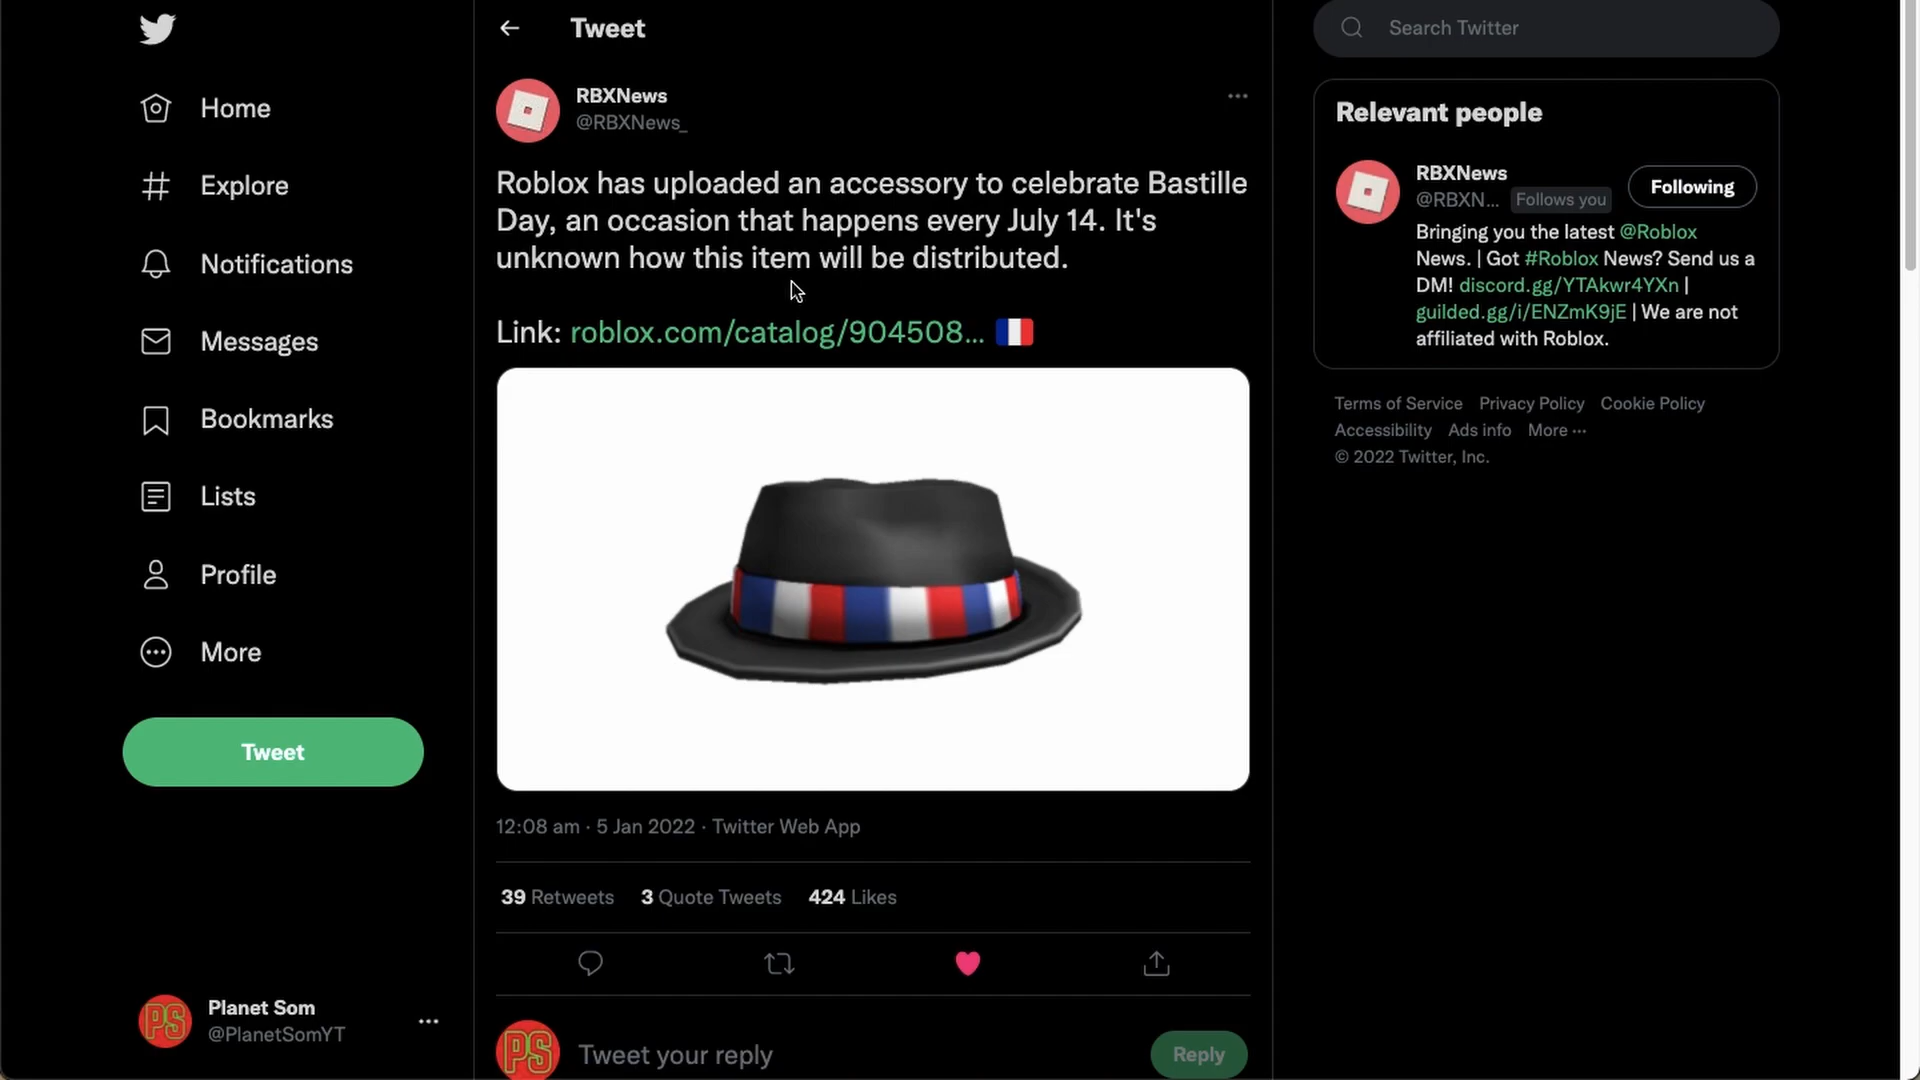 Home
Explore
Notifications
Messages
Bookmarks
Lists
Profile
More
Tweet
Planet Som
@PlanetSomYT
Tweet
RBXNews
@RBXNews_
Roblox has uploaded an accessory to celebrate Bastille
Day, an occasion that happens every July 14. It's
unknown how this item will be distributed.
Link: roblox.com/catalog/904508... 🇫🇷
12:08 am · 5 Jan 2022 · Twitter Web App
39 Retweets 3 Quote Tweets 424 Likes
PS
Tweet your reply
Reply
Search Twitter
Relevant people
RBXNews
@RBXN... Follows you
Following
Bringing you the latest @Roblox
News. | Got #Roblox News? Send us a
DM! discord.gg/YTAkwr4YXn |
guilded.gg/i/ENZmK9jE | We are not
affiliated with Roblox.
Terms of Service Privacy Policy Cookie Policy
Accessibility Ads info More ...
© 2022 Twitter, Inc.
PS